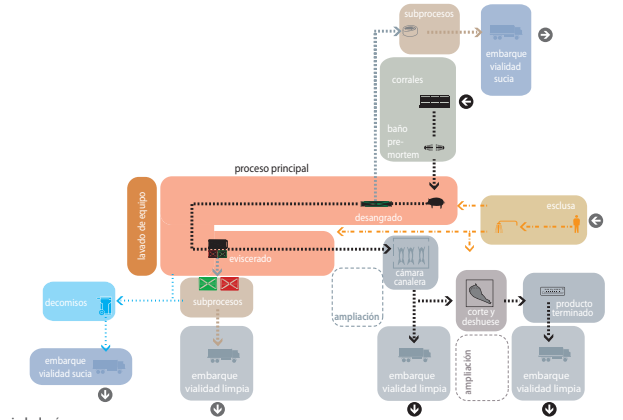 subprocesos
embarque
vialidad
sucia
corrales
baño
pre-
mortem
proceso principal
lavado de equipo
desangrado
esclusa
eviscerado
cámara
canalera
decomisos
subprocesos
ampliación
corte y
deshuese
producto
terminado
embarque
vialidad sucia
embarque
vialidad limpia
embarque
vialidad limpia
ampliación
embarque
vialidad limpia